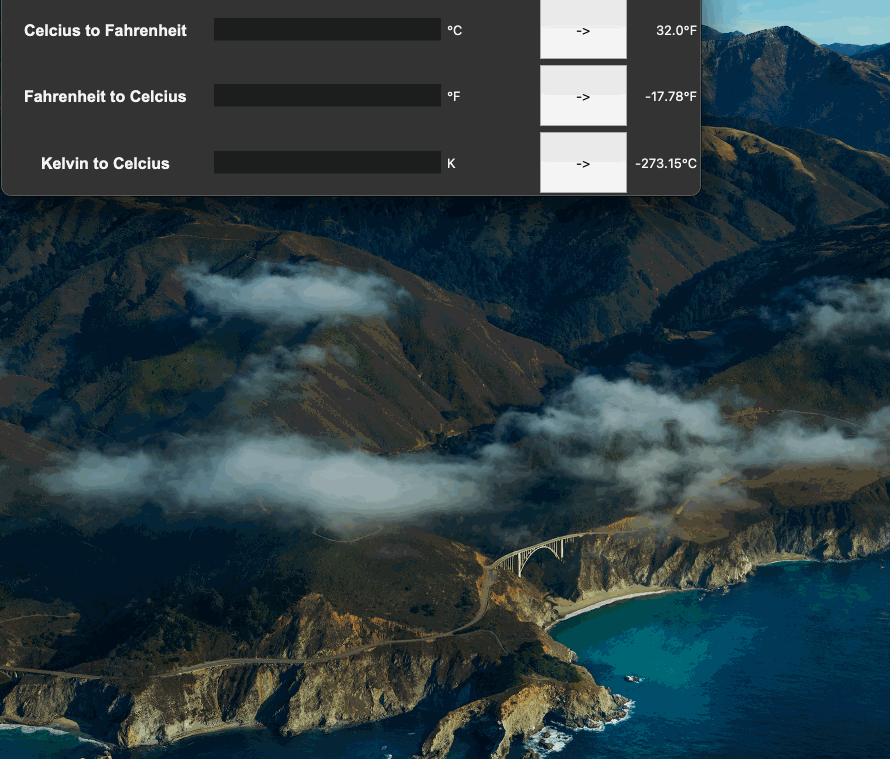 Celcius to Fahrenheit °C -> 32.0°F
Fahrenheit to Celcius °F -> -17.78°F
Kelvin to Celcius K -> -273.15°C